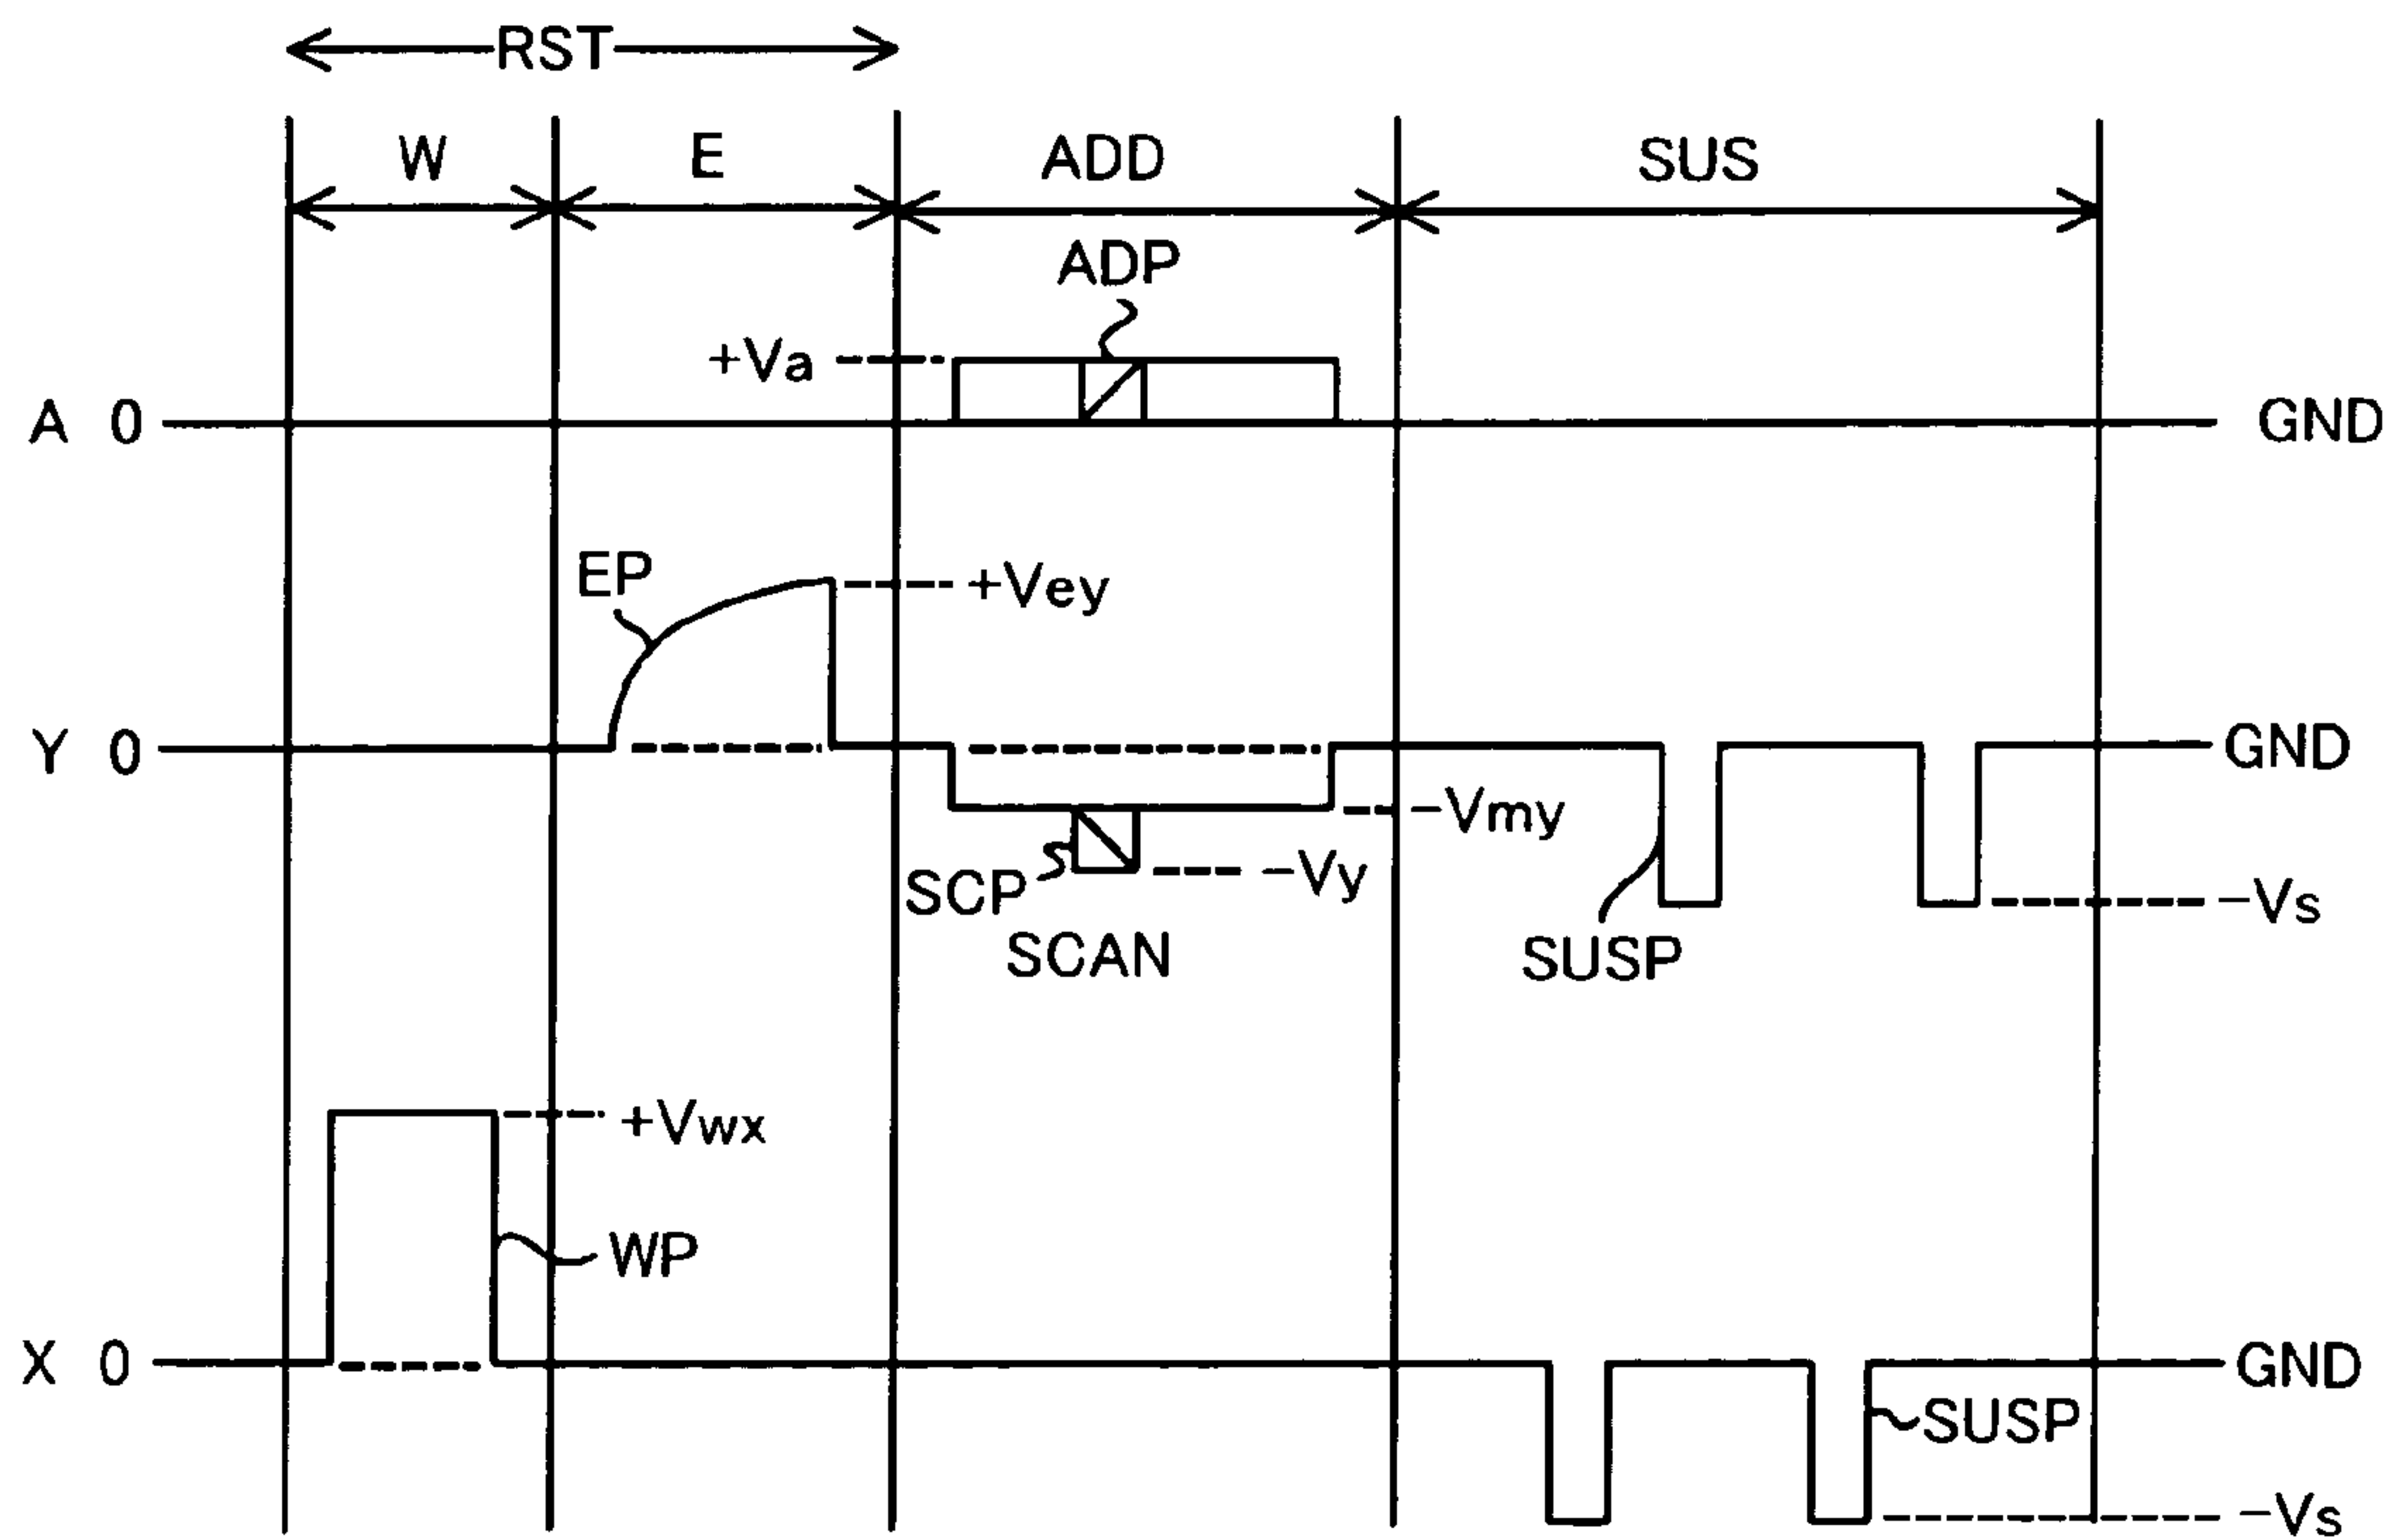 RST
W E ADD SUS
ADP
+Va
A 0 GND
EP +Vey
Y 0 GND
-Vmy
SCP -Vy -Vs
SCAN SUSP
+Vwx
WP
X 0 GND
SUSP
-Vs